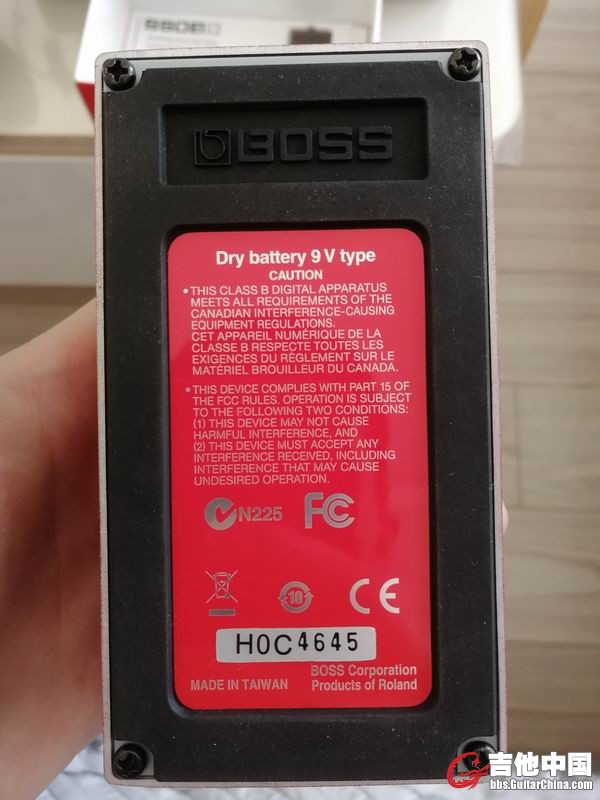 BOSS
Dry battery 9 V type
CAUTION
• THIS CLASS B DIGITAL APPARATUS
MEETS ALL REQUIREMENTS OF THE
CANADIAN INTERFERENCE-CAUSING
EQUIPMENT REGULATIONS.
CET APPAREIL NUMÉRIQUE DE LA
CLASSE B RESPECTE TOUTES LES
EXIGENCES DU RÈGLEMENT SUR LE
MATÉRIEL BROUILLEUR DU CANADA.
• THIS DEVICE COMPLIES WITH PART 15 OF
THE FCC RULES. OPERATION IS SUBJECT
TO THE FOLLOWING TWO CONDITIONS:
(1) THIS DEVICE MAY NOT CAUSE
HARMFUL INTERFERENCE, AND
(2) THIS DEVICE MUST ACCEPT ANY
INTERFERENCE RECEIVED, INCLUDING
INTERFERENCE THAT MAY CAUSE
UNDESIRED OPERATION.
N225 FC
10 CE
H0C4645
MADE IN TAIWAN
BOSS Corporation
Products of Roland
吉他中国
bbs.GuitarChina.com